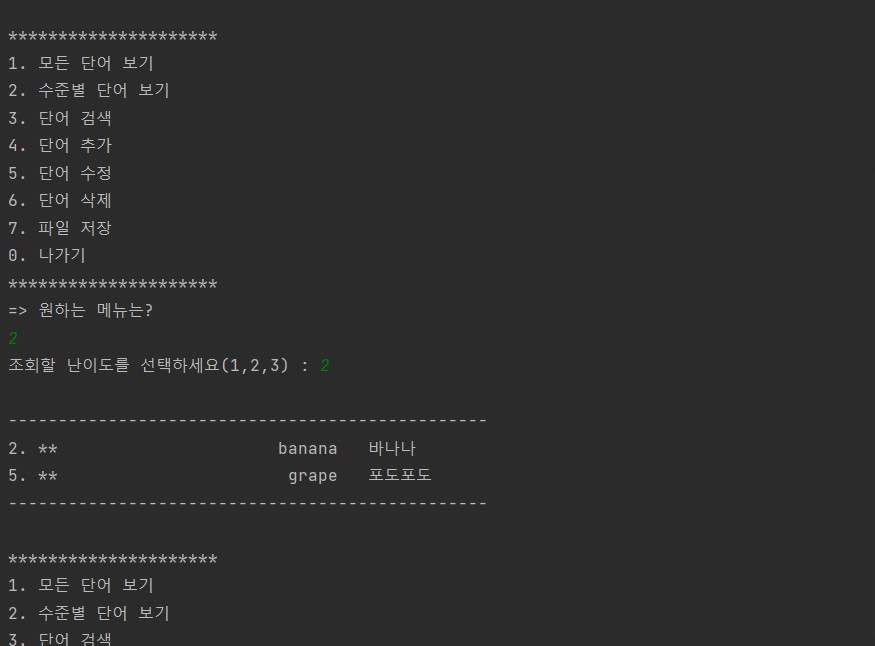 *********************
1. 모든 단어 보기
2. 수준별 단어 보기
3. 단어 검색
4. 단어 추가
5. 단어 수정
6. 단어 삭제
7. 파일 저장
0. 나가기
*********************
=> 원하는 메뉴는?
2
조회할 난이도를 선택하세요(1,2,3) : 2
------------------------------------------------
2. **                      banana   바나나
5. **                       grape   포도포도
------------------------------------------------
*********************
1. 모든 단어 보기
2. 수준별 단어 보기
3. 단어 검색